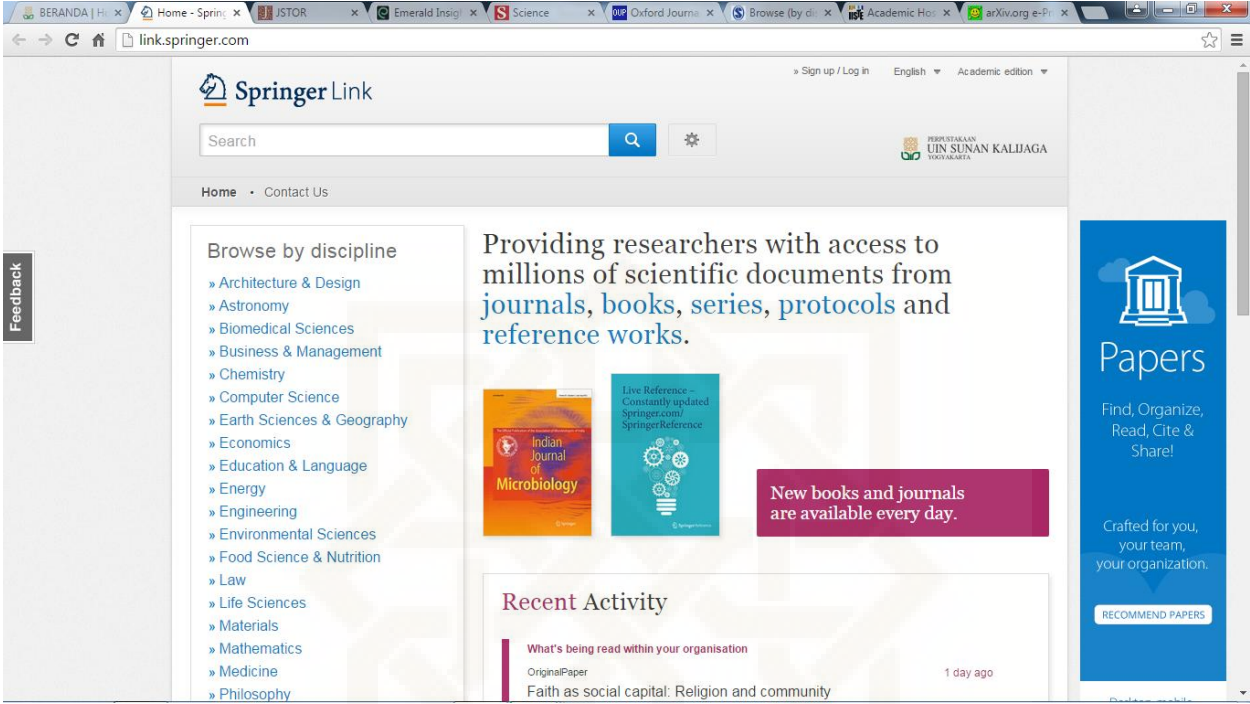 BERANDA | H
Home - Spring
JSTOR
Emerald Insig
Science
Oxford Journa
Browse (by di
Academic Hos
arXiv.org e-Pr
link.springer.com
» Sign up / Log in English Academic edition
Springer Link
Search
PERPUSTAKAAN
UIN SUNAN KALIJAGA
YOGYAKARTA
Home • Contact Us
Feedback
Browse by discipline
» Architecture & Design
» Astronomy
» Biomedical Sciences
» Business & Management
» Chemistry
» Computer Science
» Earth Sciences & Geography
» Economics
» Education & Language
» Energy
» Engineering
» Environmental Sciences
» Food Science & Nutrition
» Law
» Life Sciences
» Materials
» Mathematics
» Medicine
» Philosophy
Providing researchers with access to
millions of scientific documents from
journals, books, series, protocols and
reference works.
Indian
Journal
of
Microbiology
Springer
Live Reference –
Constantly updated
Springer.com/
SpringerReference
New books and journals
are available every day.
Recent Activity
What's being read within your organisation
OriginalPaper 1 day ago
Faith as social capital: Religion and community
Papers
Find, Organize,
Read, Cite &
Share!
Crafted for you,
your team,
your organization.
RECOMMEND PAPERS